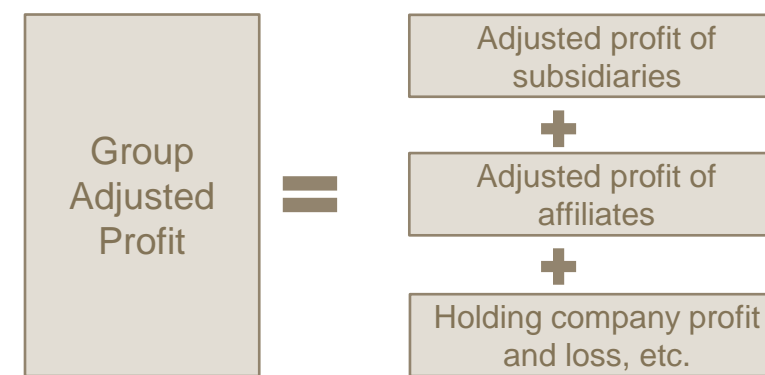 Group
Adjusted
Profit
=
Adjusted profit of
subsidiaries
+
Adjusted profit of
affiliates
+
Holding company profit
and loss, etc.